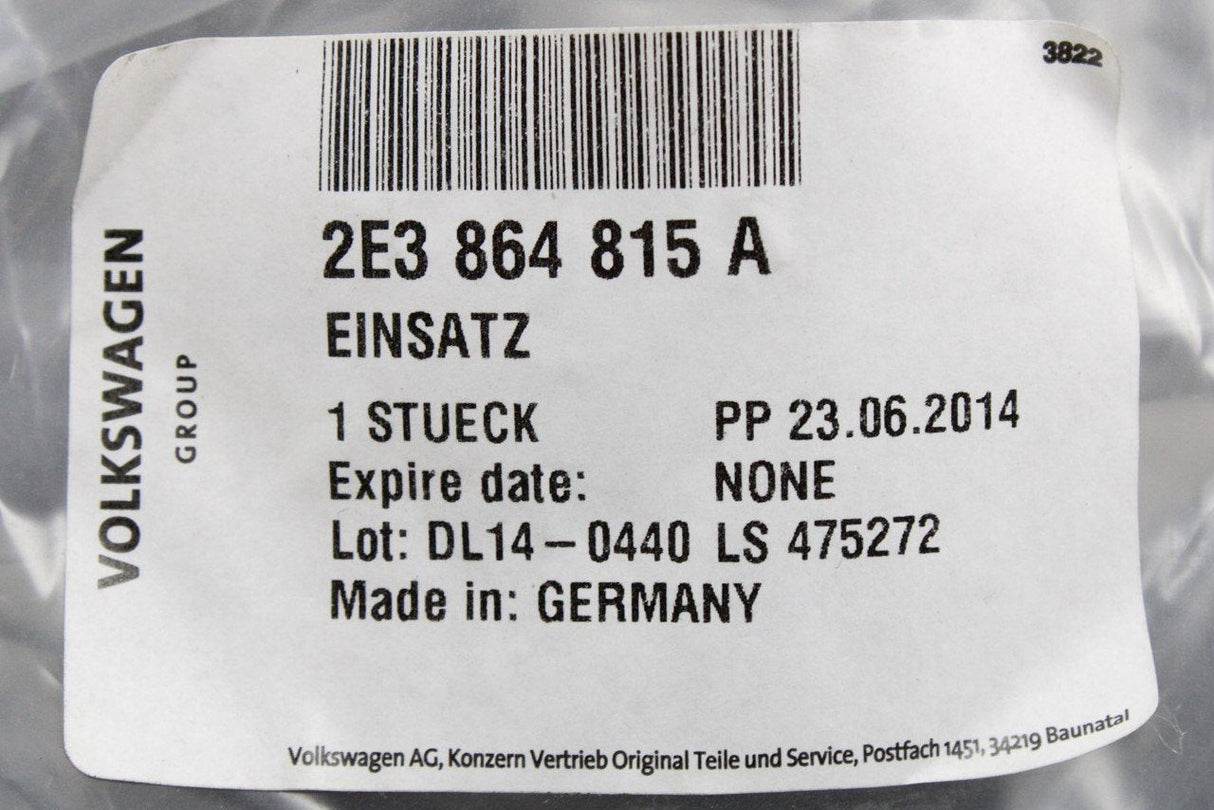 3822
2E3 864 815 A
EINSATZ
1 STUECK PP 23.06.2014
Expire date: NONE
Lot: DL14-0440 LS 475272
Made in: GERMANY
VOLKSWAGEN
GROUP
Volkswagen AG, Konzern Vertrieb Original Teile und Service, Postfach 1451, 34219 Baunatal